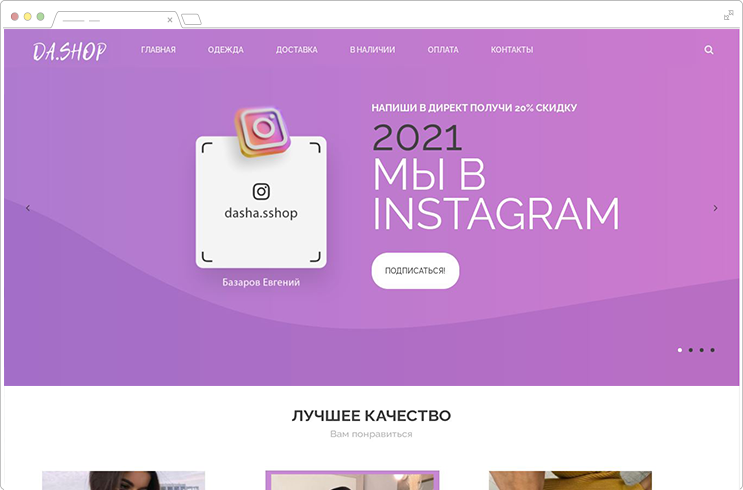 DA.SHOP
ГЛАВНАЯ
ОДЕЖДА
ДОСТАВКА
В НАЛИЧИИ
ОПЛАТА
КОНТАКТЫ
НАПИШИ В ДИРЕКТ ПОЛУЧИ 20% СКИДКУ
2021
МЫ В
INSTAGRAM
dasha.sshop
ПОДПИСАТЬСЯ!
Базаров Евгений
ЛУЧШЕЕ КАЧЕСТВО
Вам понравиться